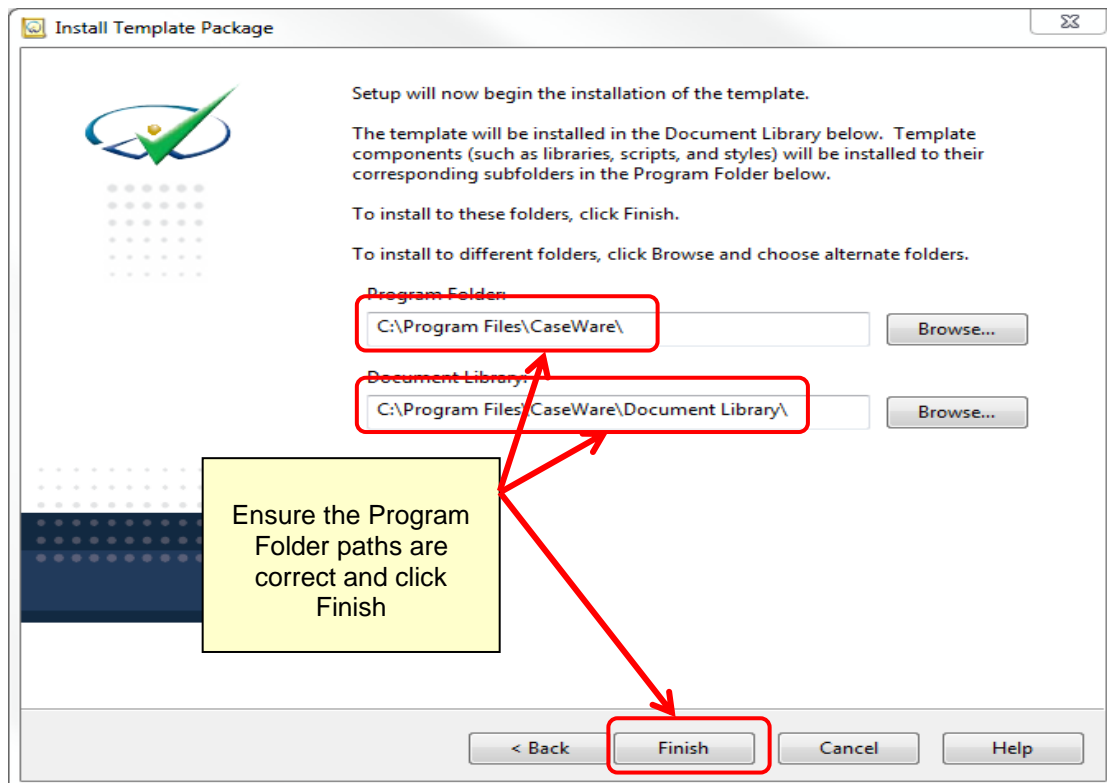 Install Template Package
Setup will now begin the installation of the template.
The template will be installed in the Document Library below.  Template
components (such as libraries, scripts, and styles) will be installed to their
corresponding subfolders in the Program Folder below.
To install to these folders, click Finish.
To install to different folders, click Browse and choose alternate folders.
Program Folder:
C:\Program Files\CaseWare\
Browse...
Document Library:
C:\Program Files\CaseWare\Document Library\
Browse...
Ensure the Program
Folder paths are
correct and click
Finish
< Back
Finish
Cancel
Help